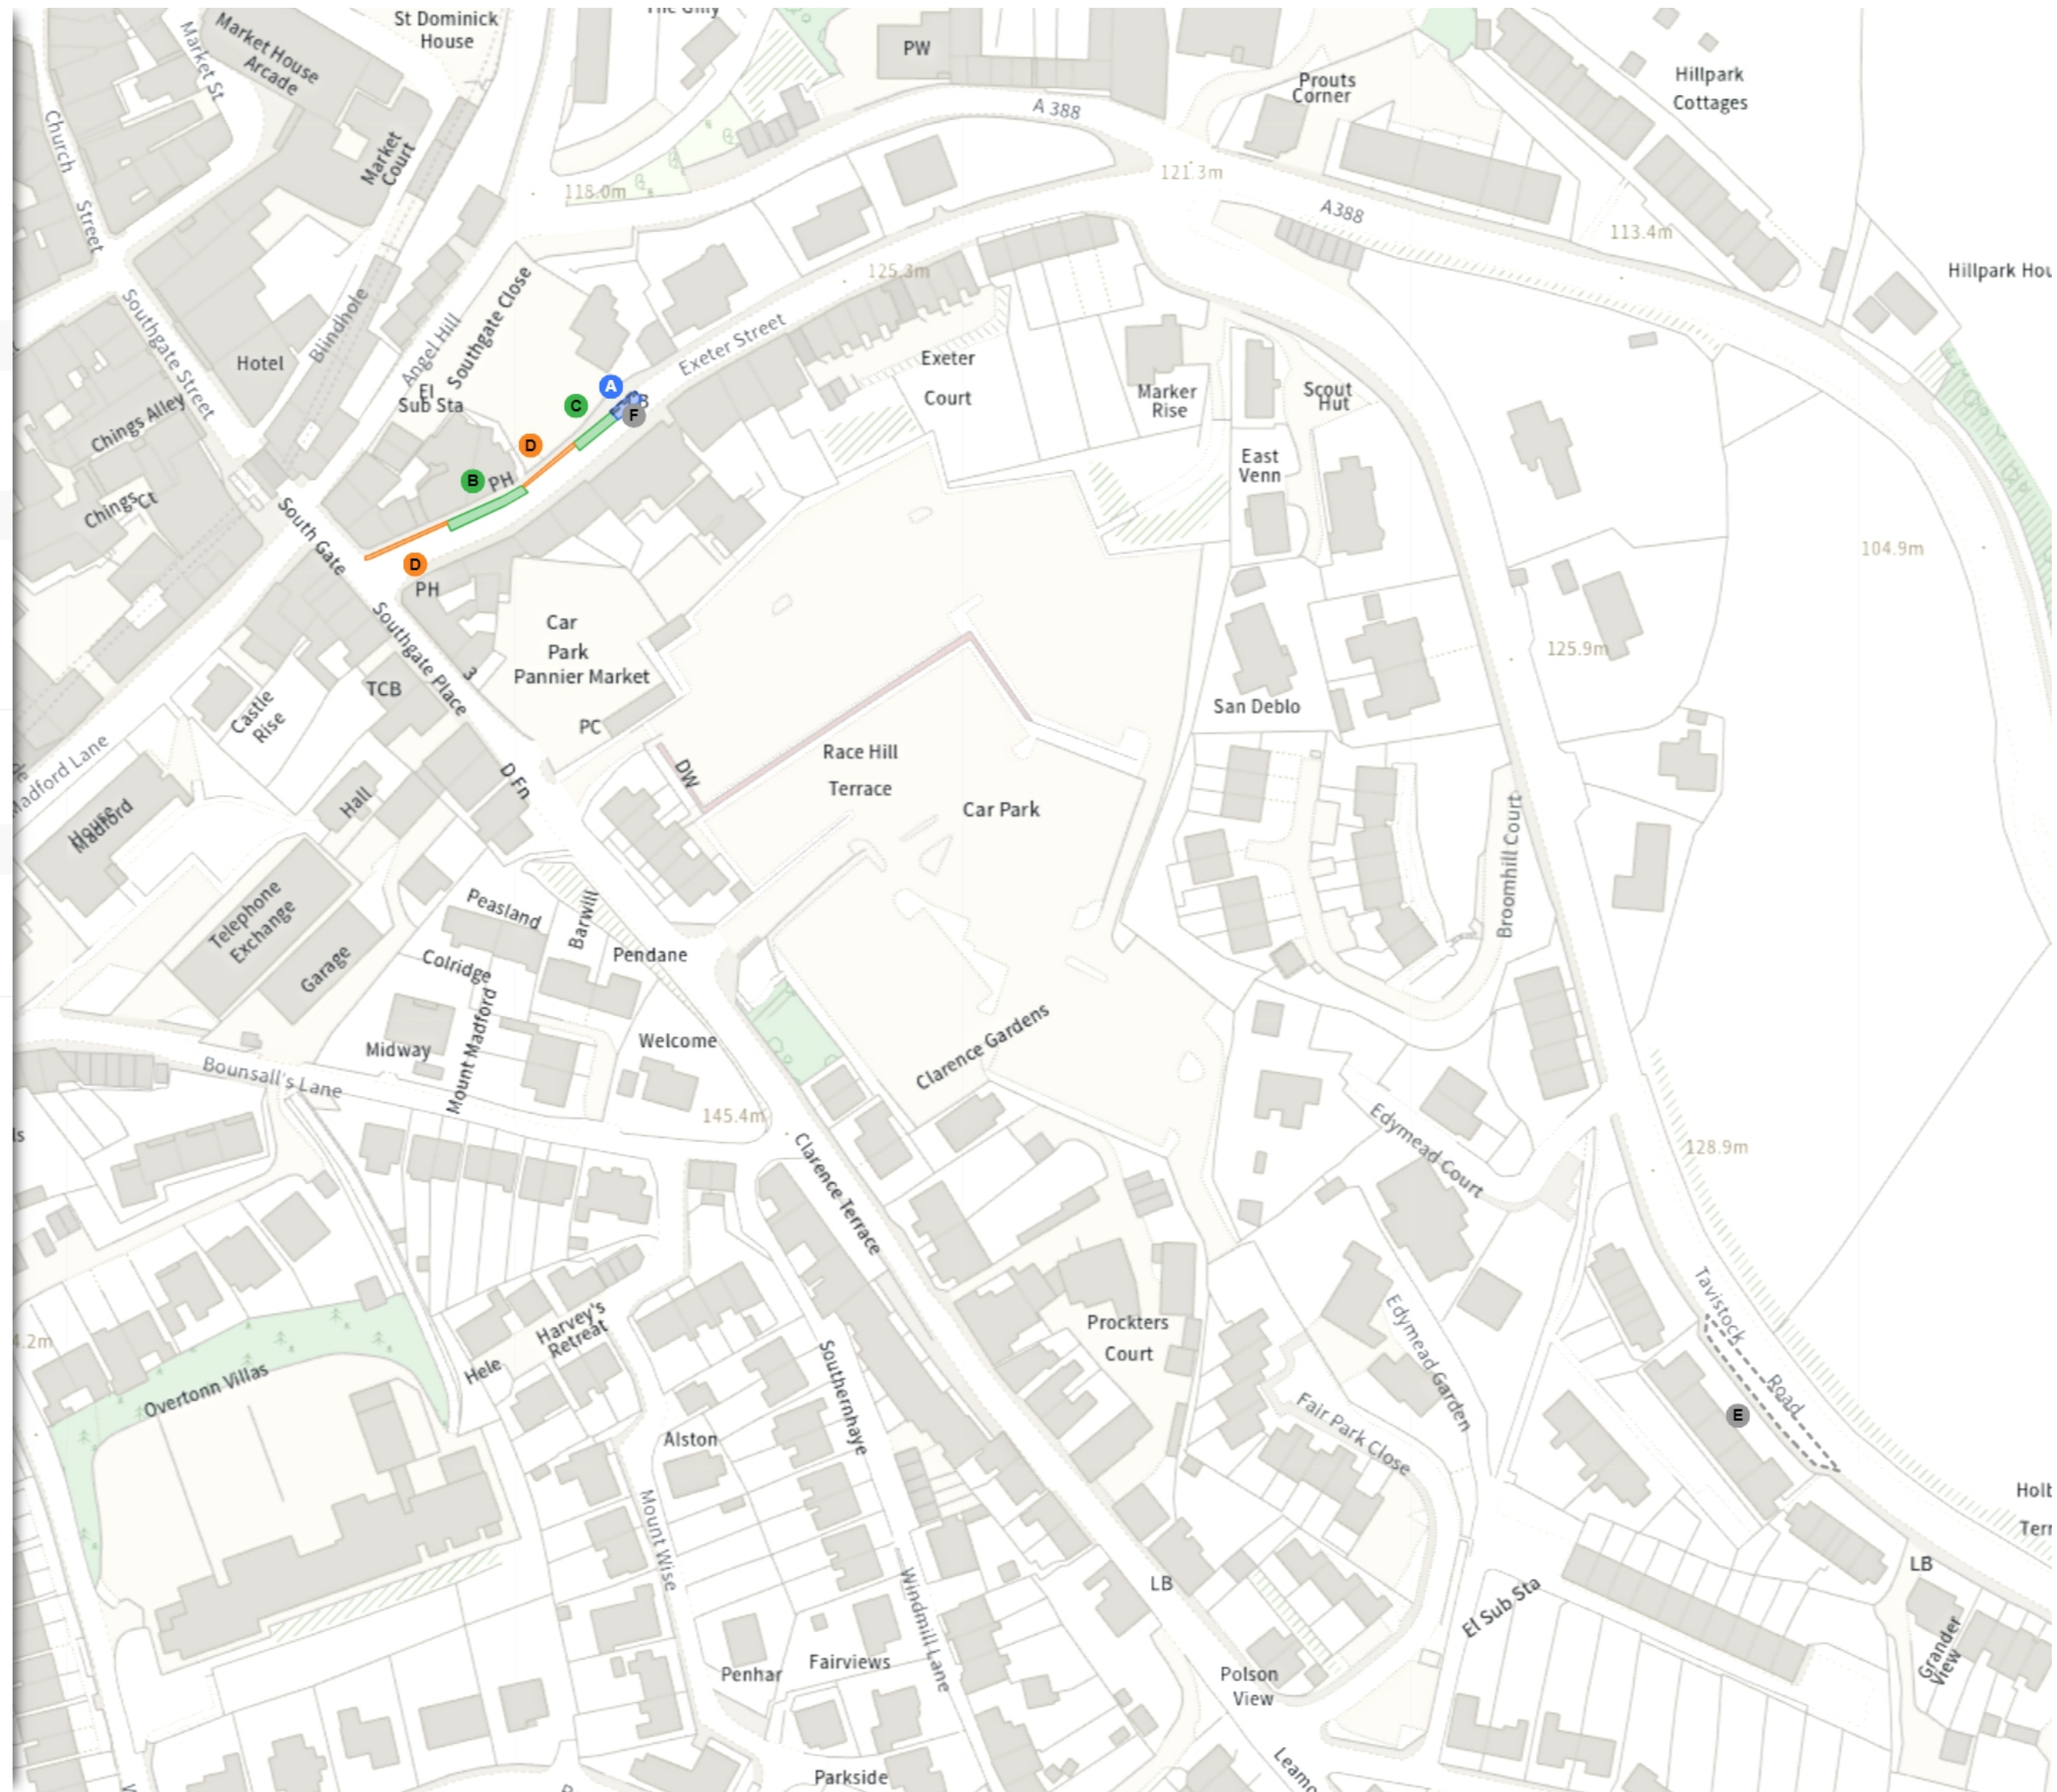 St Dominick
House
Market House
Arcade
Market St
PW
A 388
Prouts
Corner
Hillpark
Cottages
Church
Street
Market
Court
118.0m
121.3m
A388
113.4m
Southgate Close
125.3m
Hillpark Hou
Southgate Street
Blindhole
Hotel
Angel Hill
El
Sub Sta
Exeter Street
Exeter
Court
Marker
Rise
Scout
Hut
A
B
F
C
D
Chings Alley
Chings Ct
B
PH
East
Venn
South Gate
D
PH
104.9m
Car
Park
Pannier Market
Southgate Place
3
TCB
125.9m
Castle
Rise
PC
San Deblo
Madford Lane
D Fn
DW
Race Hill
Terrace
Car Park
Hall
House
Madford
Broomhill Court
Telephone
Exchange
Peasland
Barwill
Garage
Colridge
Pendane
Mount Madford
Midway
Welcome
Clarence Gardens
Bounsall's Lane
145.4m
Edymead Court
128.9m
ls
Clarence Terrace
Tavistock
Road
4.2m
Harvey's
Retreat
Prockters
Court
Edymead Garden
Hele
Overtonn Villas
Southernhaye
Fair Park Close
E
Alston
Holt
Terr
Mount Wise
LB
LB
El Sub Sta
Windmill Lane
Grander
View
Penhar
Fairviews
Polson
View
Parkside
Leamo